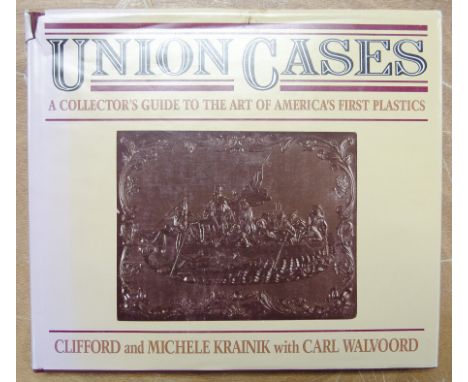 UNION CASES
A COLLECTOR'S GUIDE TO THE ART OF AMERICA'S FIRST PLASTICS
CLIFFORD and MICHELE KRAINIK with CARL WALVOORD